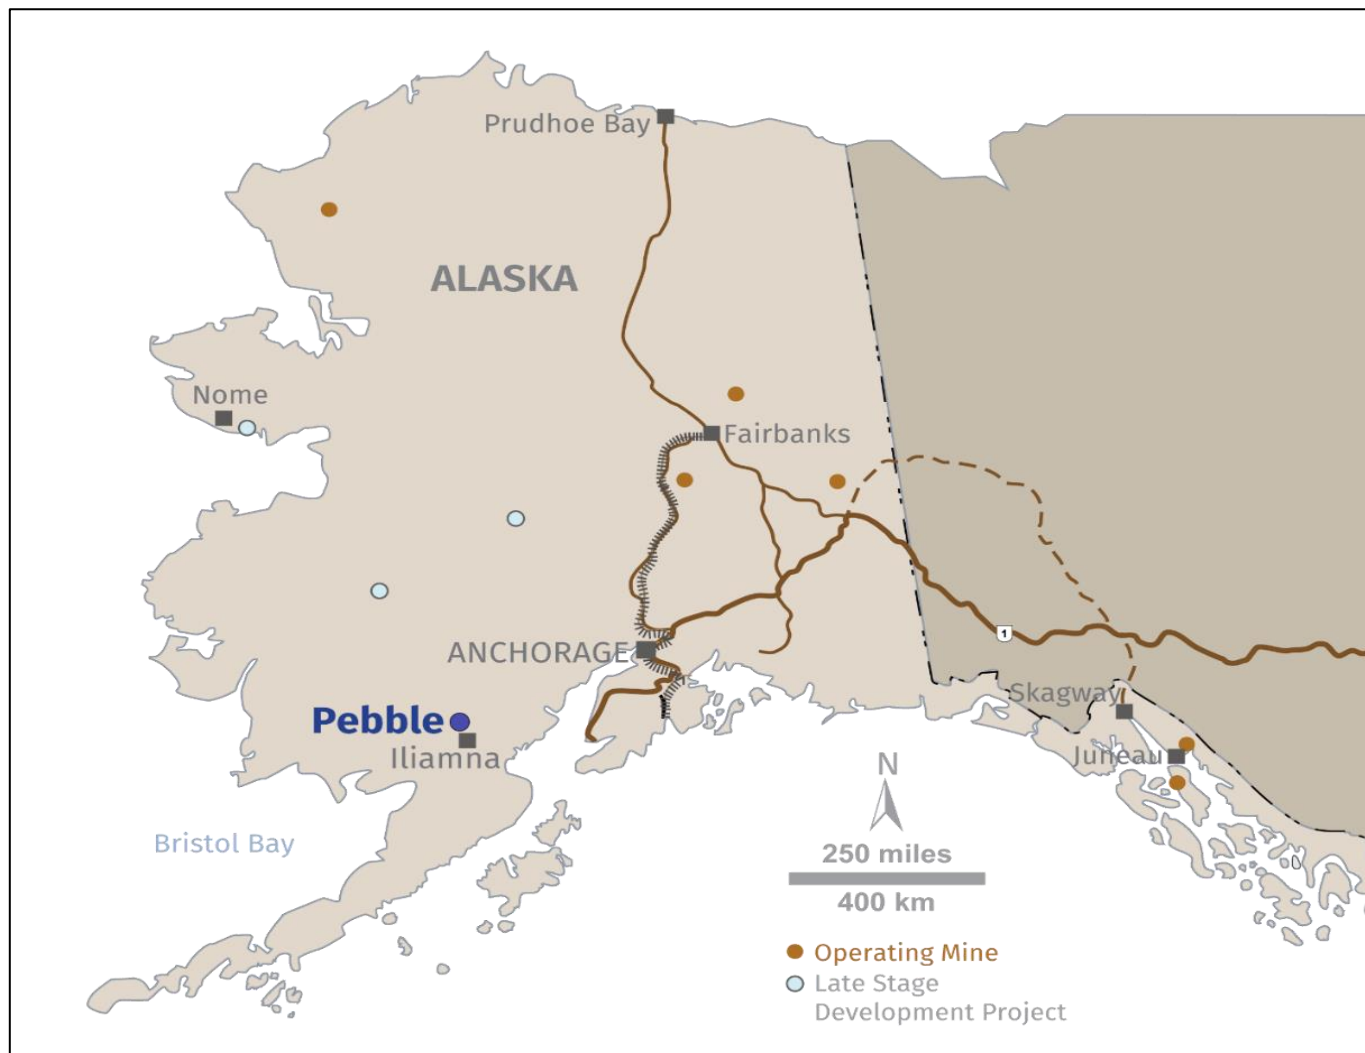 Prudhoe Bay
ALASKA
Nome
Fairbanks
ANCHORAGE
1
Pebble
Iliamna
Skagway
Juneau
Bristol Bay
N
250 miles
400 km
Operating Mine
Late Stage
Development Project